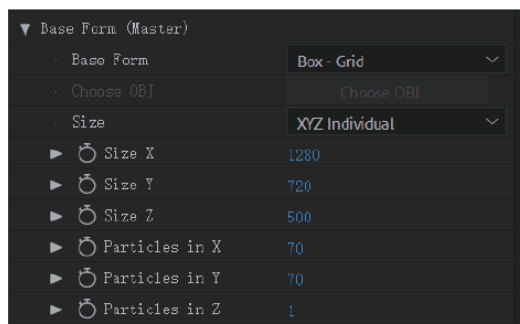 Base Form (Master)
Base Form Box - Grid
Choose OBJ Choose OBJ...
Size XYZ Individual
Size X 1280
Size Y 720
Size Z 500
Particles in X 70
Particles in Y 70
Particles in Z 1